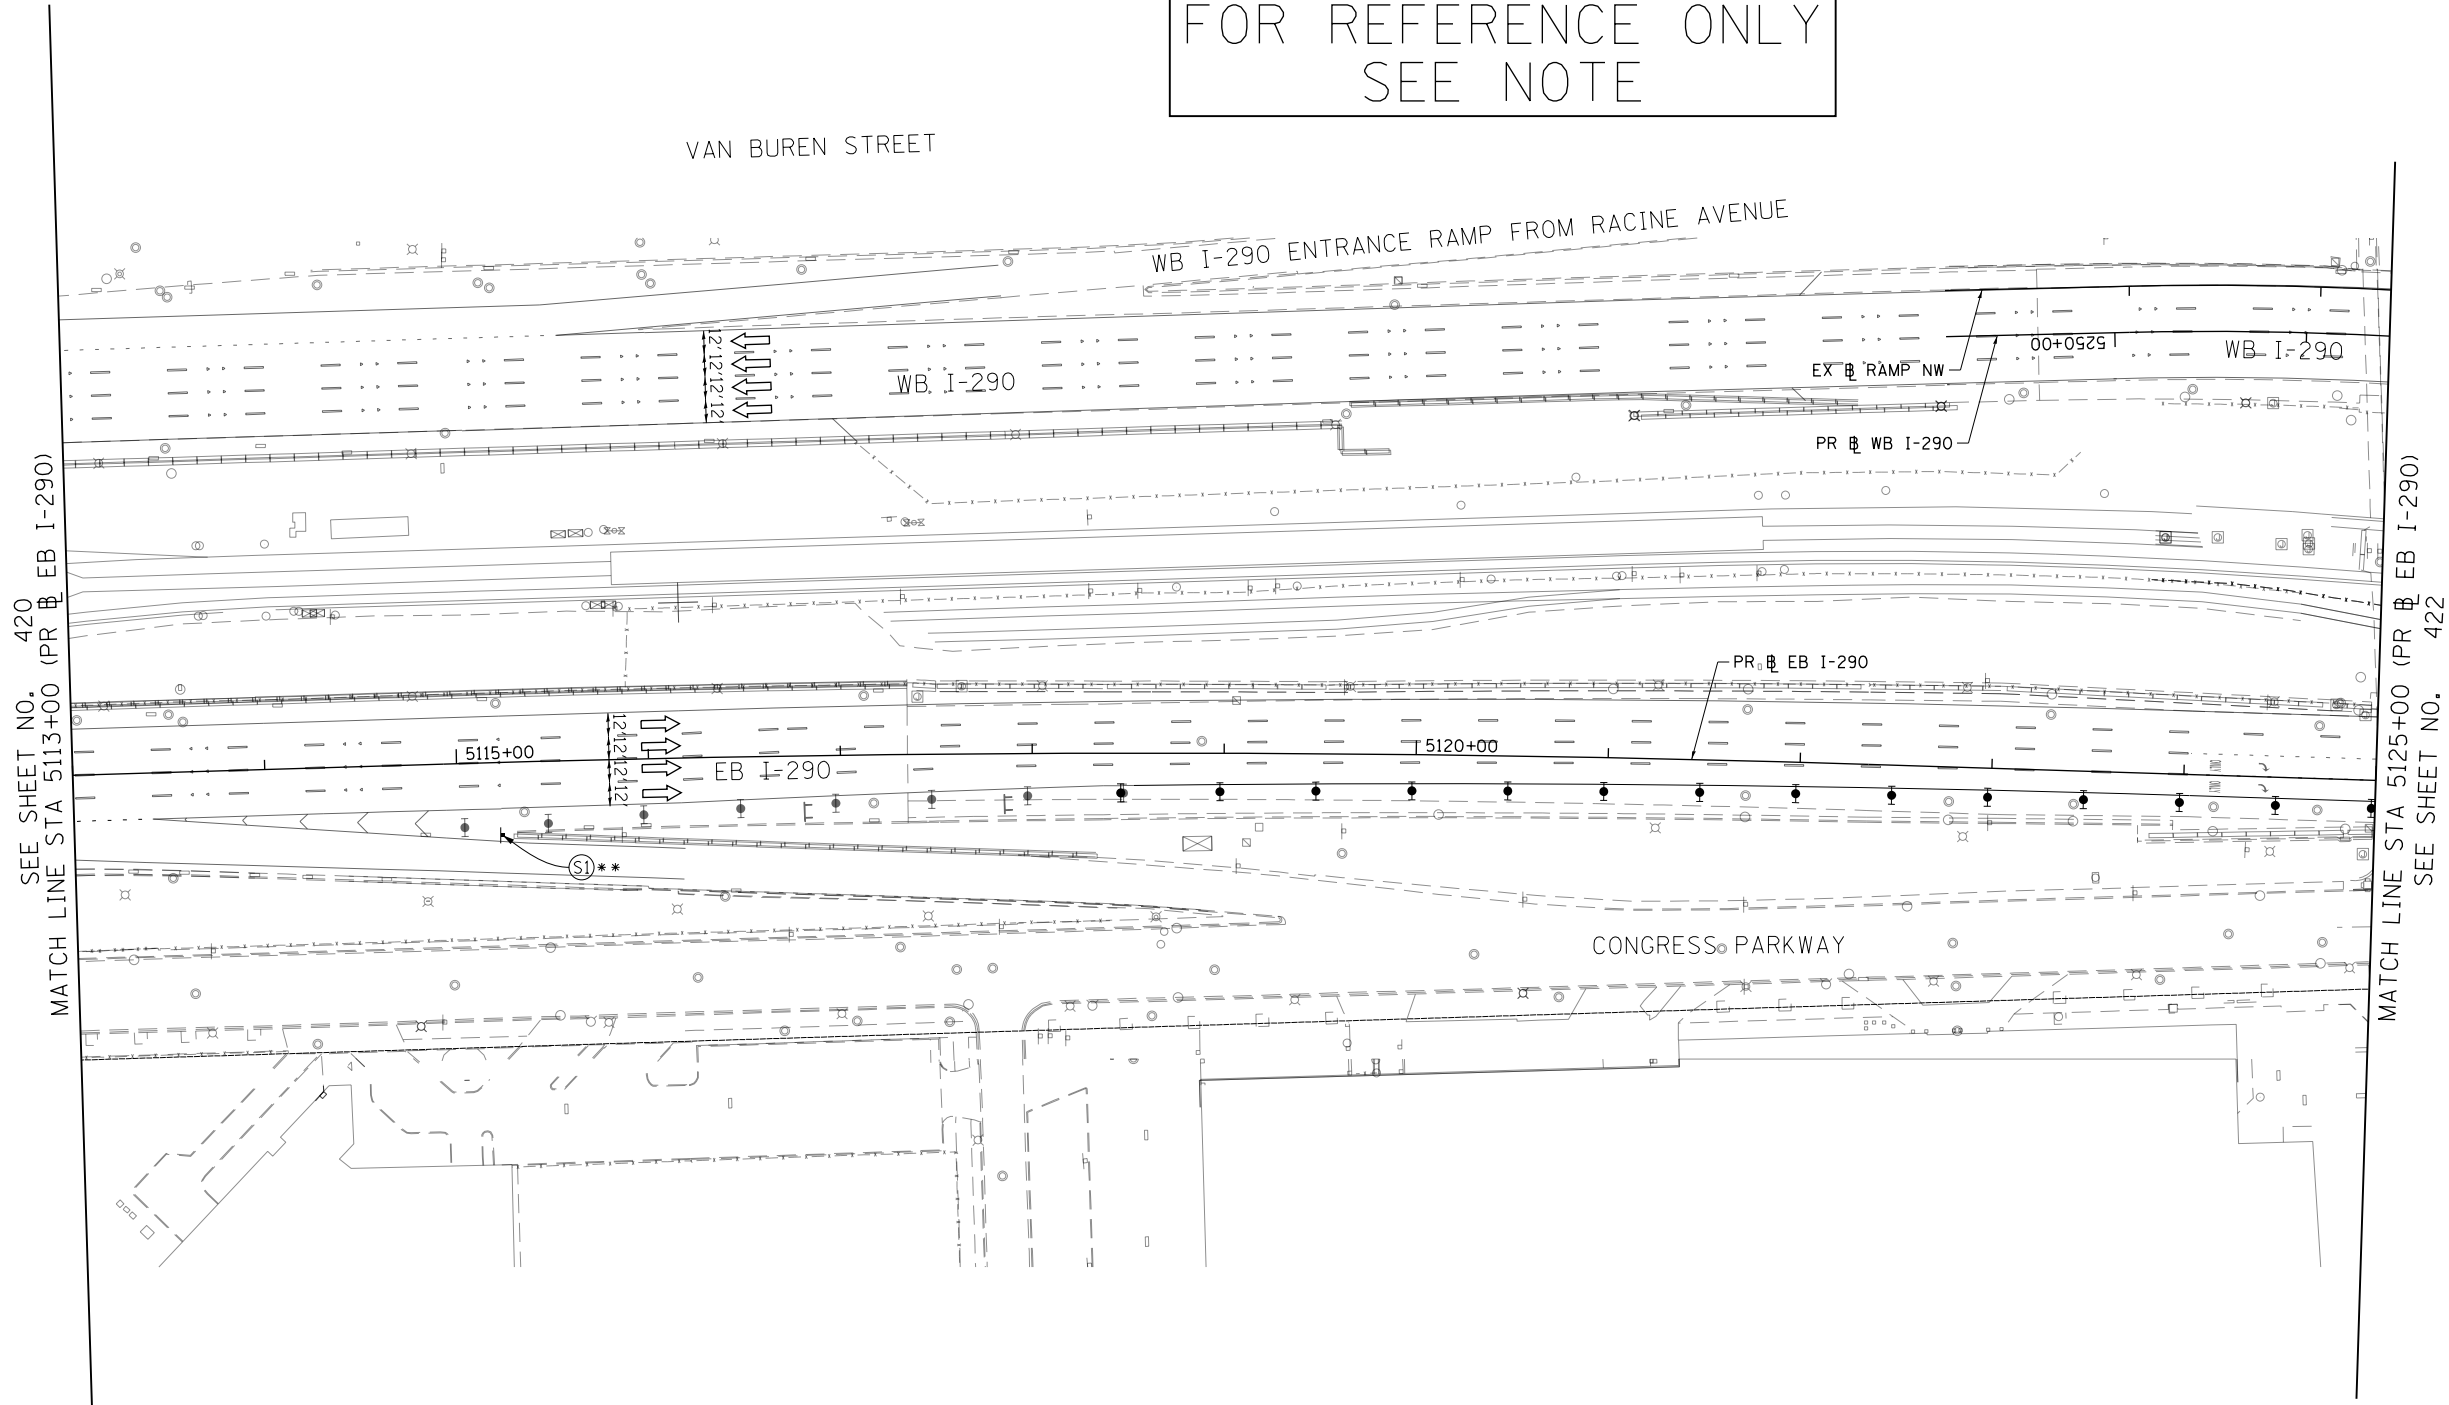 FOR REFERENCE ONLY
SEE NOTE
VAN BUREN STREET
WB I-290 ENTRANCE RAMP FROM RACINE AVENUE
12' 12' 12' 12'
WB I-290
EX ℄ RAMP NW
5250+00
WB I-290
PR ℄ WB I-290
SEE SHEET NO. 420
MATCH LINE STA 5113+00 (PR ℄ EB I-290)
MATCH LINE STA 5125+00 (PR ℄ EB I-290)
SEE SHEET NO. 422
PR ℄ EB I-290
12' 12' 12' 12'
5115+00
5120+00
EB I-290
S1 **
CONGRESS PARKWAY